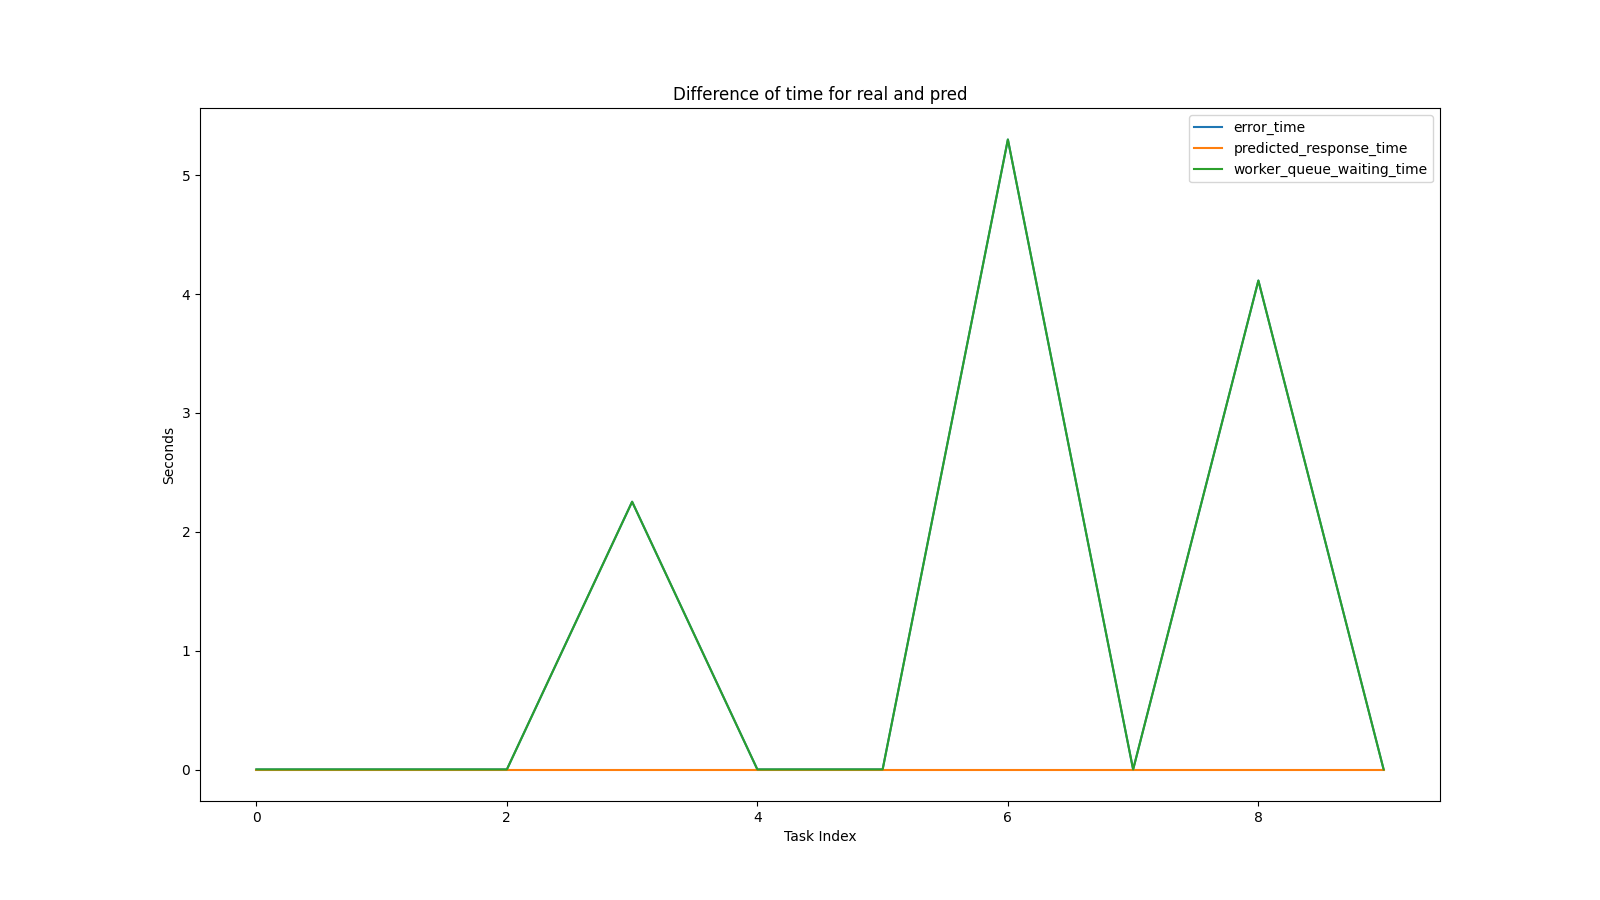 Difference of time for real and pred
error_time
predicted_response_time
worker_queue_waiting_time
5
4
3
2
1
0
Seconds
0 2 4 6 8
Task Index